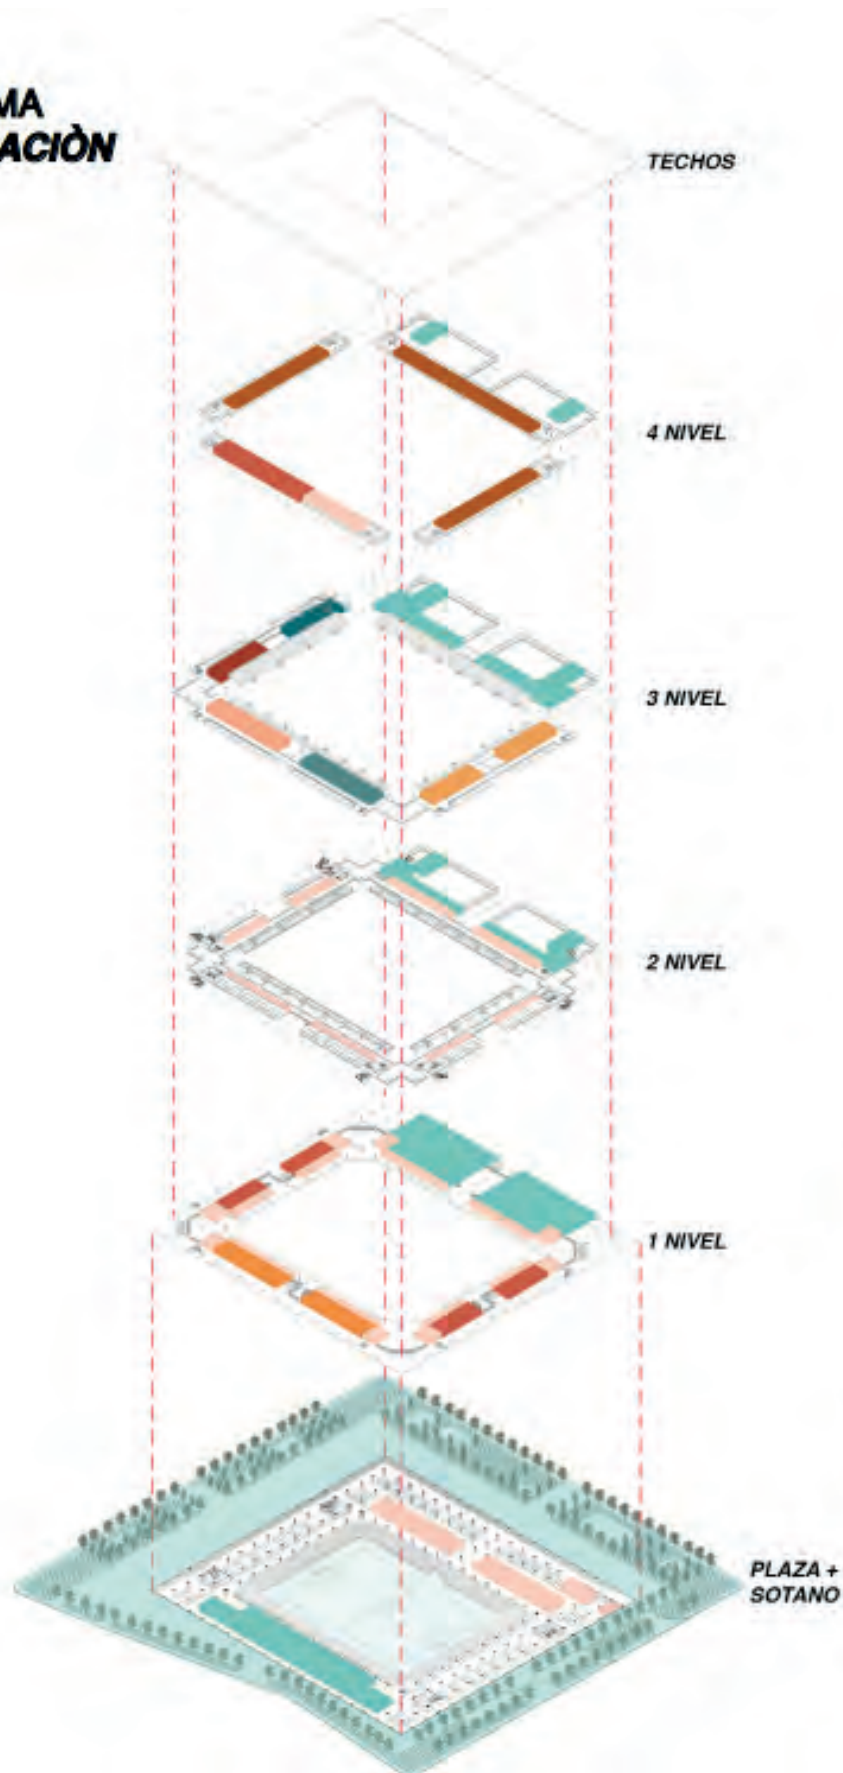 MA
ACIÒN
TECHOS
4 NIVEL
3 NIVEL
2 NIVEL
1 NIVEL
PLAZA +
SOTANO